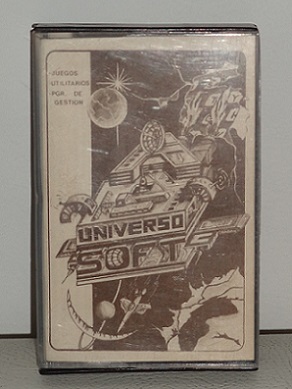 -JUEGOS
-UTILITARIOS
-PGR. DE
GESTION
UNIVERSO
SOFT